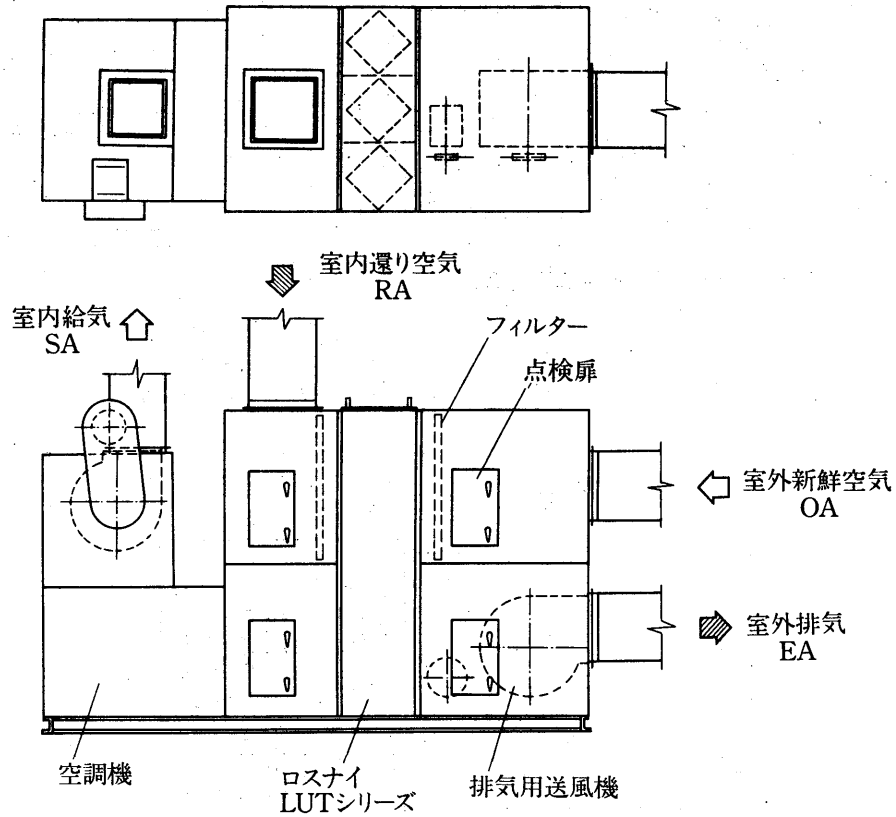 室内還り空気
RA
室内給気
SA
フィルター
点検扉
室外新鮮空気
OA
室外排気
EA
空調機
ロスナイ
LUTシリーズ
排気用送風機